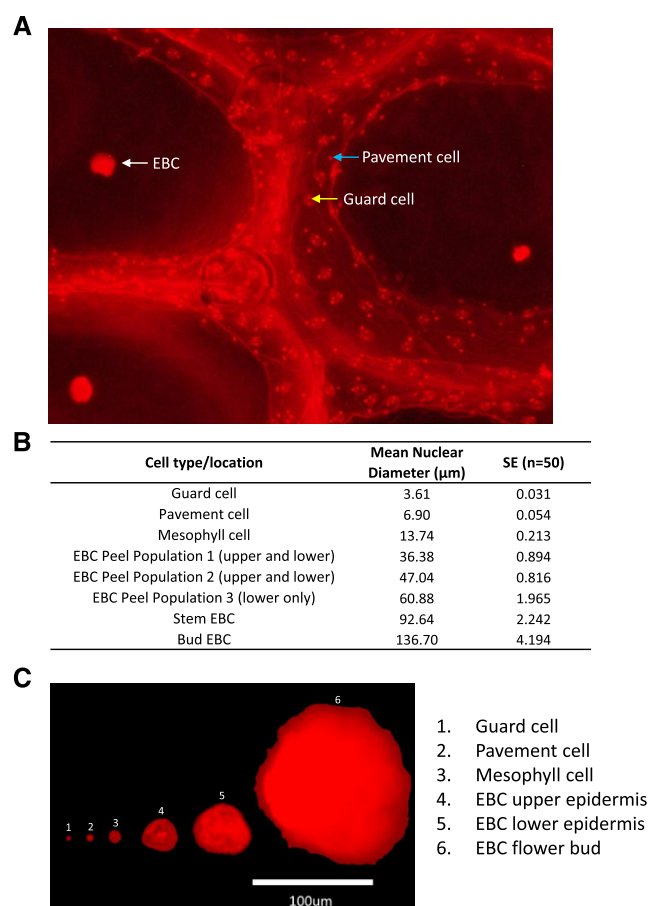 A
EBC
Pavement cell
Guard cell
B
Cell type/location Mean Nuclear Diameter (µm) SE (n=50)
Guard cell 3.61 0.031
Pavement cell 6.90 0.054
Mesophyll cell 13.74 0.213
EBC Peel Population 1 (upper and lower) 36.38 0.894
EBC Peel Population 2 (upper and lower) 47.04 0.816
EBC Peel Population 3 (lower only) 60.88 1.965
Stem EBC 92.64 2.242
Bud EBC 136.70 4.194
C
1 2 3 4 5 6
100um
1. Guard cell
2. Pavement cell
3. Mesophyll cell
4. EBC upper epidermis
5. EBC lower epidermis
6. EBC flower bud